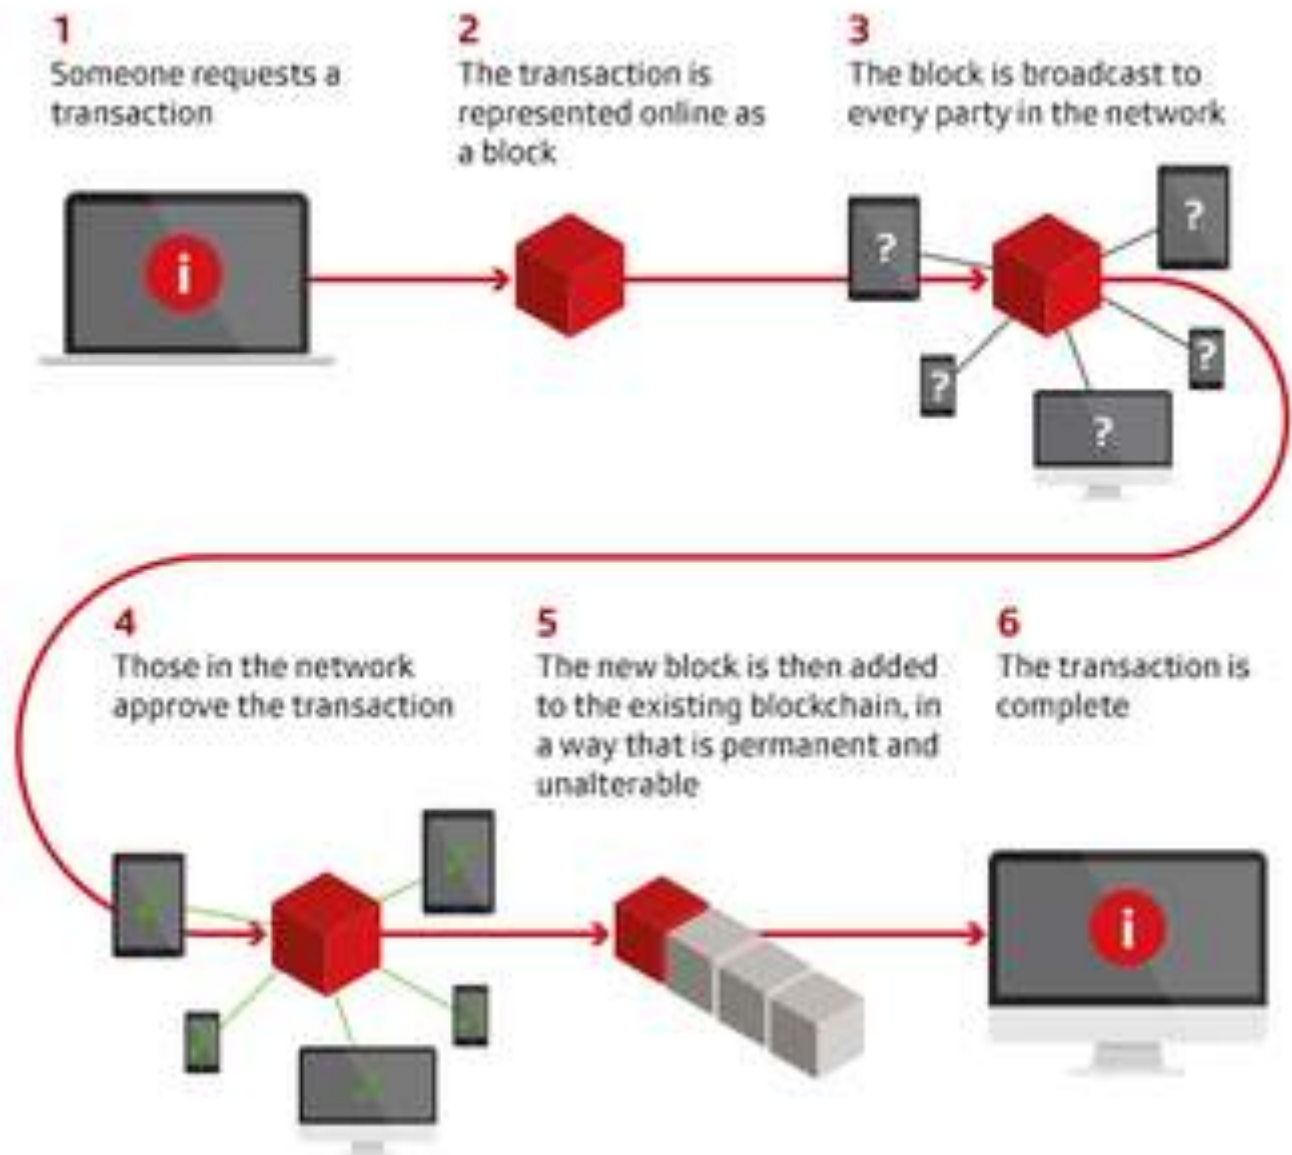 1
Someone requests a
transaction
2
The transaction is
represented online as
a block
3
The block is broadcast to
every party in the network
i
?
?
?
?
?
4
Those in the network
approve the transaction
5
The new block is then added
to the existing blockchain, in
a way that is permanent and
unalterable
6
The transaction is
complete
i